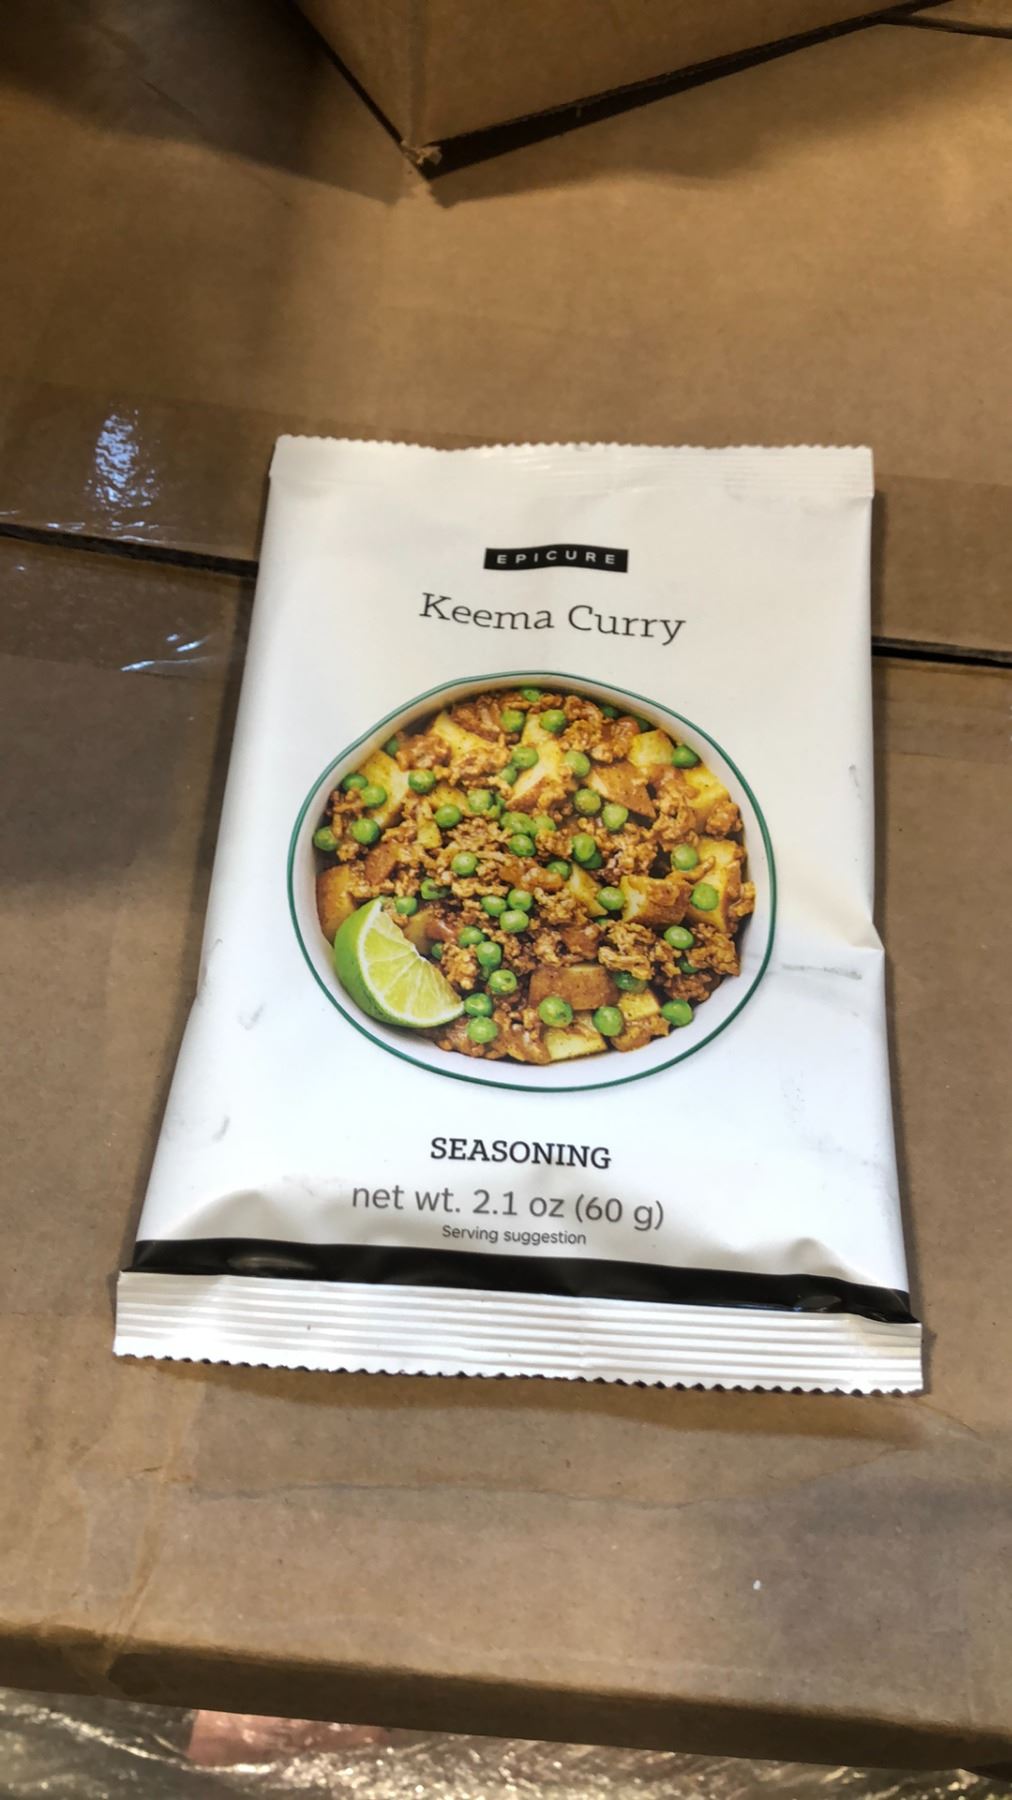 EPICURE
Keema Curry
SEASONING
net wt. 2.1 oz (60 g)
Serving suggestion